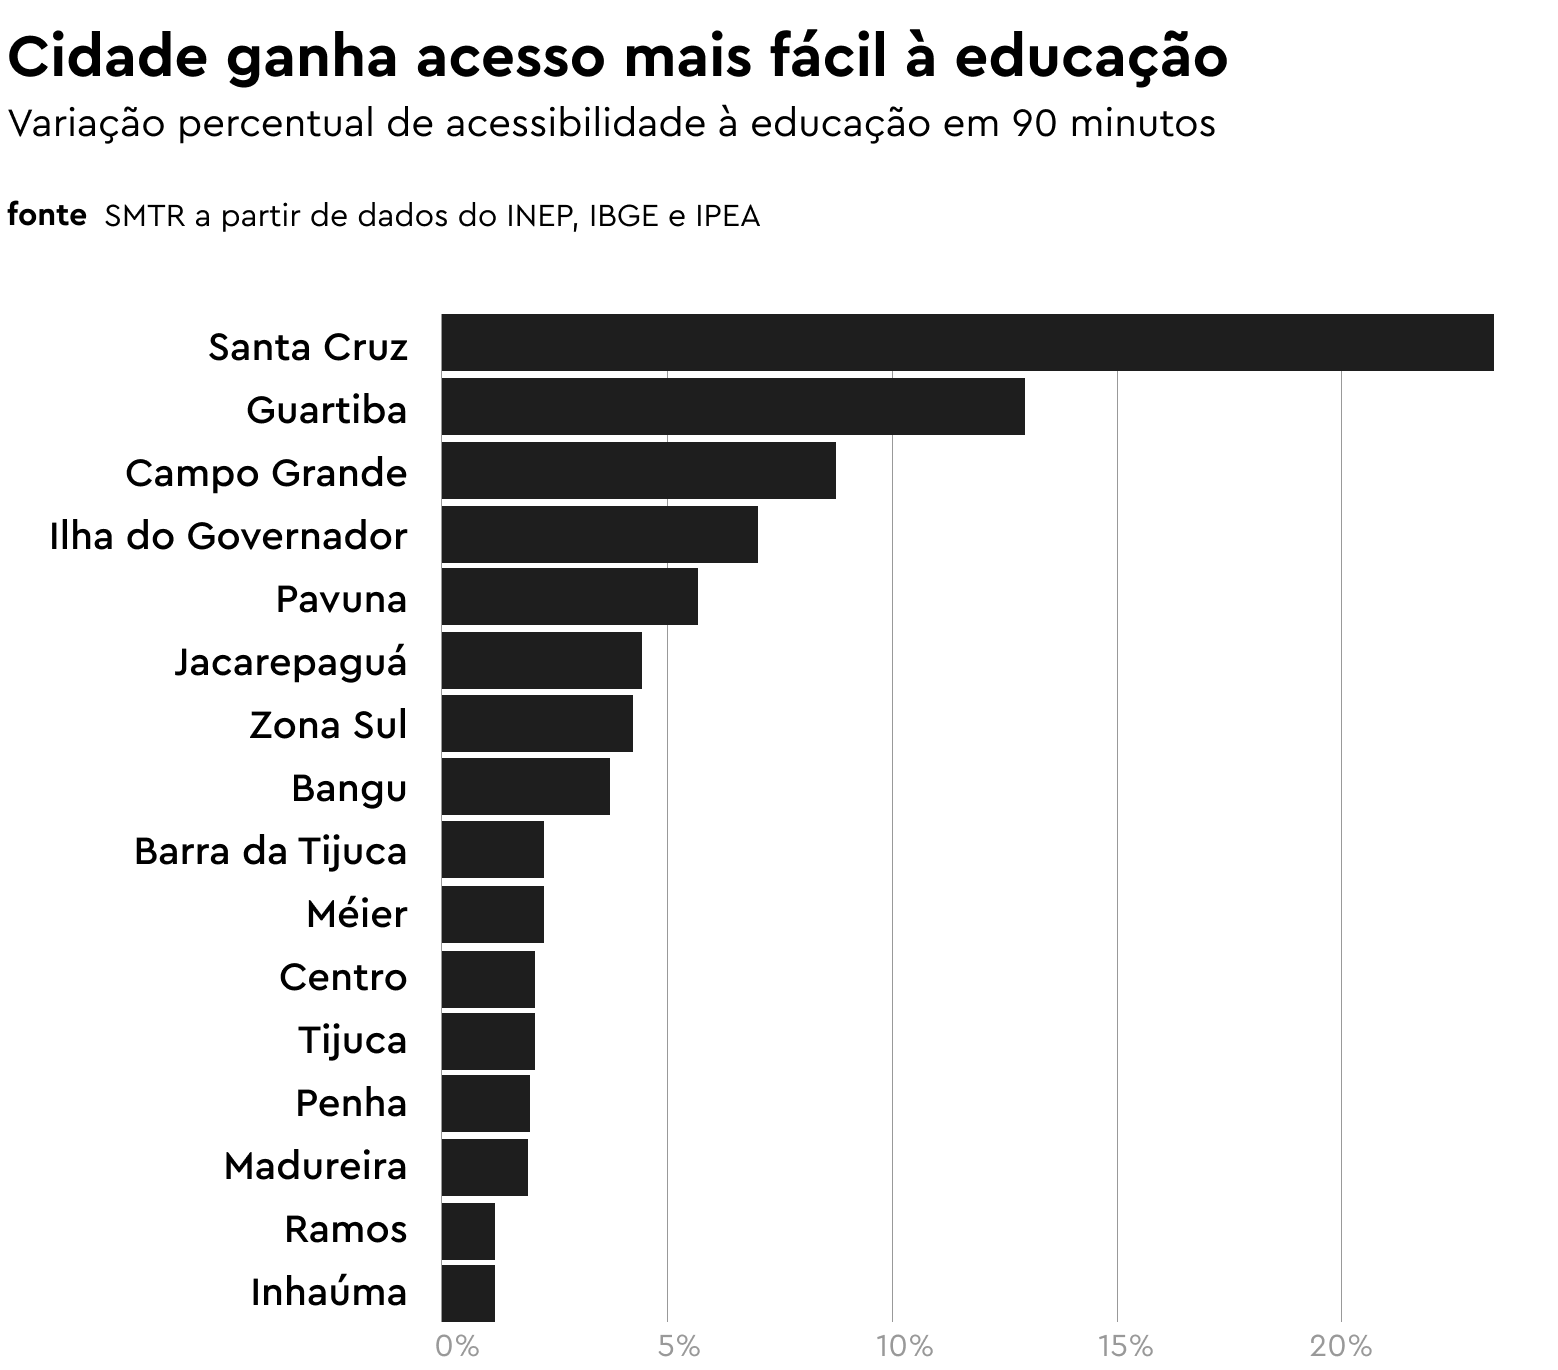 Cidade ganha acesso mais fácil à educação
Variação percentual de acessibilidade à educação em 90 minutos
fonte SMTR a partir de dados do INEP, IBGE e IPEA
Santa Cruz
Guartiba
Campo Grande
Ilha do Governador
Pavuna
Jacarepaguá
Zona Sul
Bangu
Barra da Tijuca
Méier
Centro
Tijuca
Penha
Madureira
Ramos
Inhaúma
0% 5% 10% 15% 20%